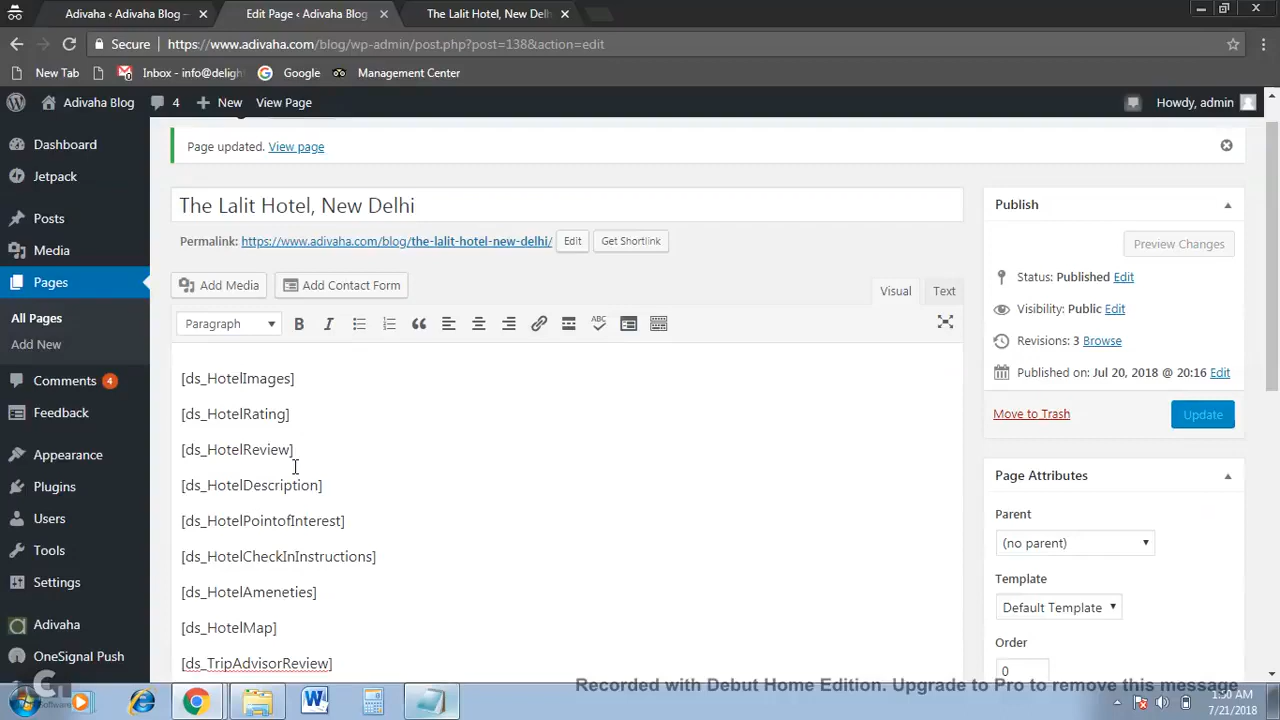 Adivaha < Adivaha Blog —
Edit Page < Adivaha Blog
The Lalit Hotel, New Delh
Secure
https://www.adivaha.com/blog/wp-admin/post.php?post=138&action=edit
New Tab
Inbox - info@deligh
Google
Management Center
Adivaha Blog
4
New
View Page
Howdy, admin
Dashboard
Jetpack
Posts
Media
Pages
All Pages
Add New
Comments 4
Feedback
Appearance
Plugins
Users
Tools
Settings
Adivaha
OneSignal Push
Page updated. View page
The Lalit Hotel, New Delhi
Permalink: https://www.adivaha.com/blog/the-lalit-hotel-new-delhi/ Edit Get Shortlink
Add Media
Add Contact Form
Visual
Text
Paragraph
B
I
ABC
[ds_HotelImages]
[ds_HotelRating]
[ds_HotelReview]
[ds_HotelDescription]
[ds_HotelPointofInterest]
[ds_HotelCheckInInstructions]
[ds_HotelAmeneties]
[ds_HotelMap]
[ds_TripAdvisorReview]
Publish
Preview Changes
Status: Published Edit
Visibility: Public Edit
Revisions: 3 Browse
Published on: Jul 20, 2018 @ 20:16 Edit
Move to Trash
Update
Page Attributes
Parent
(no parent)
Template
Default Template
Order
0
Recorded with Debut Home Edition. Upgrade to Pro to remove this message
Software
7/21/2018